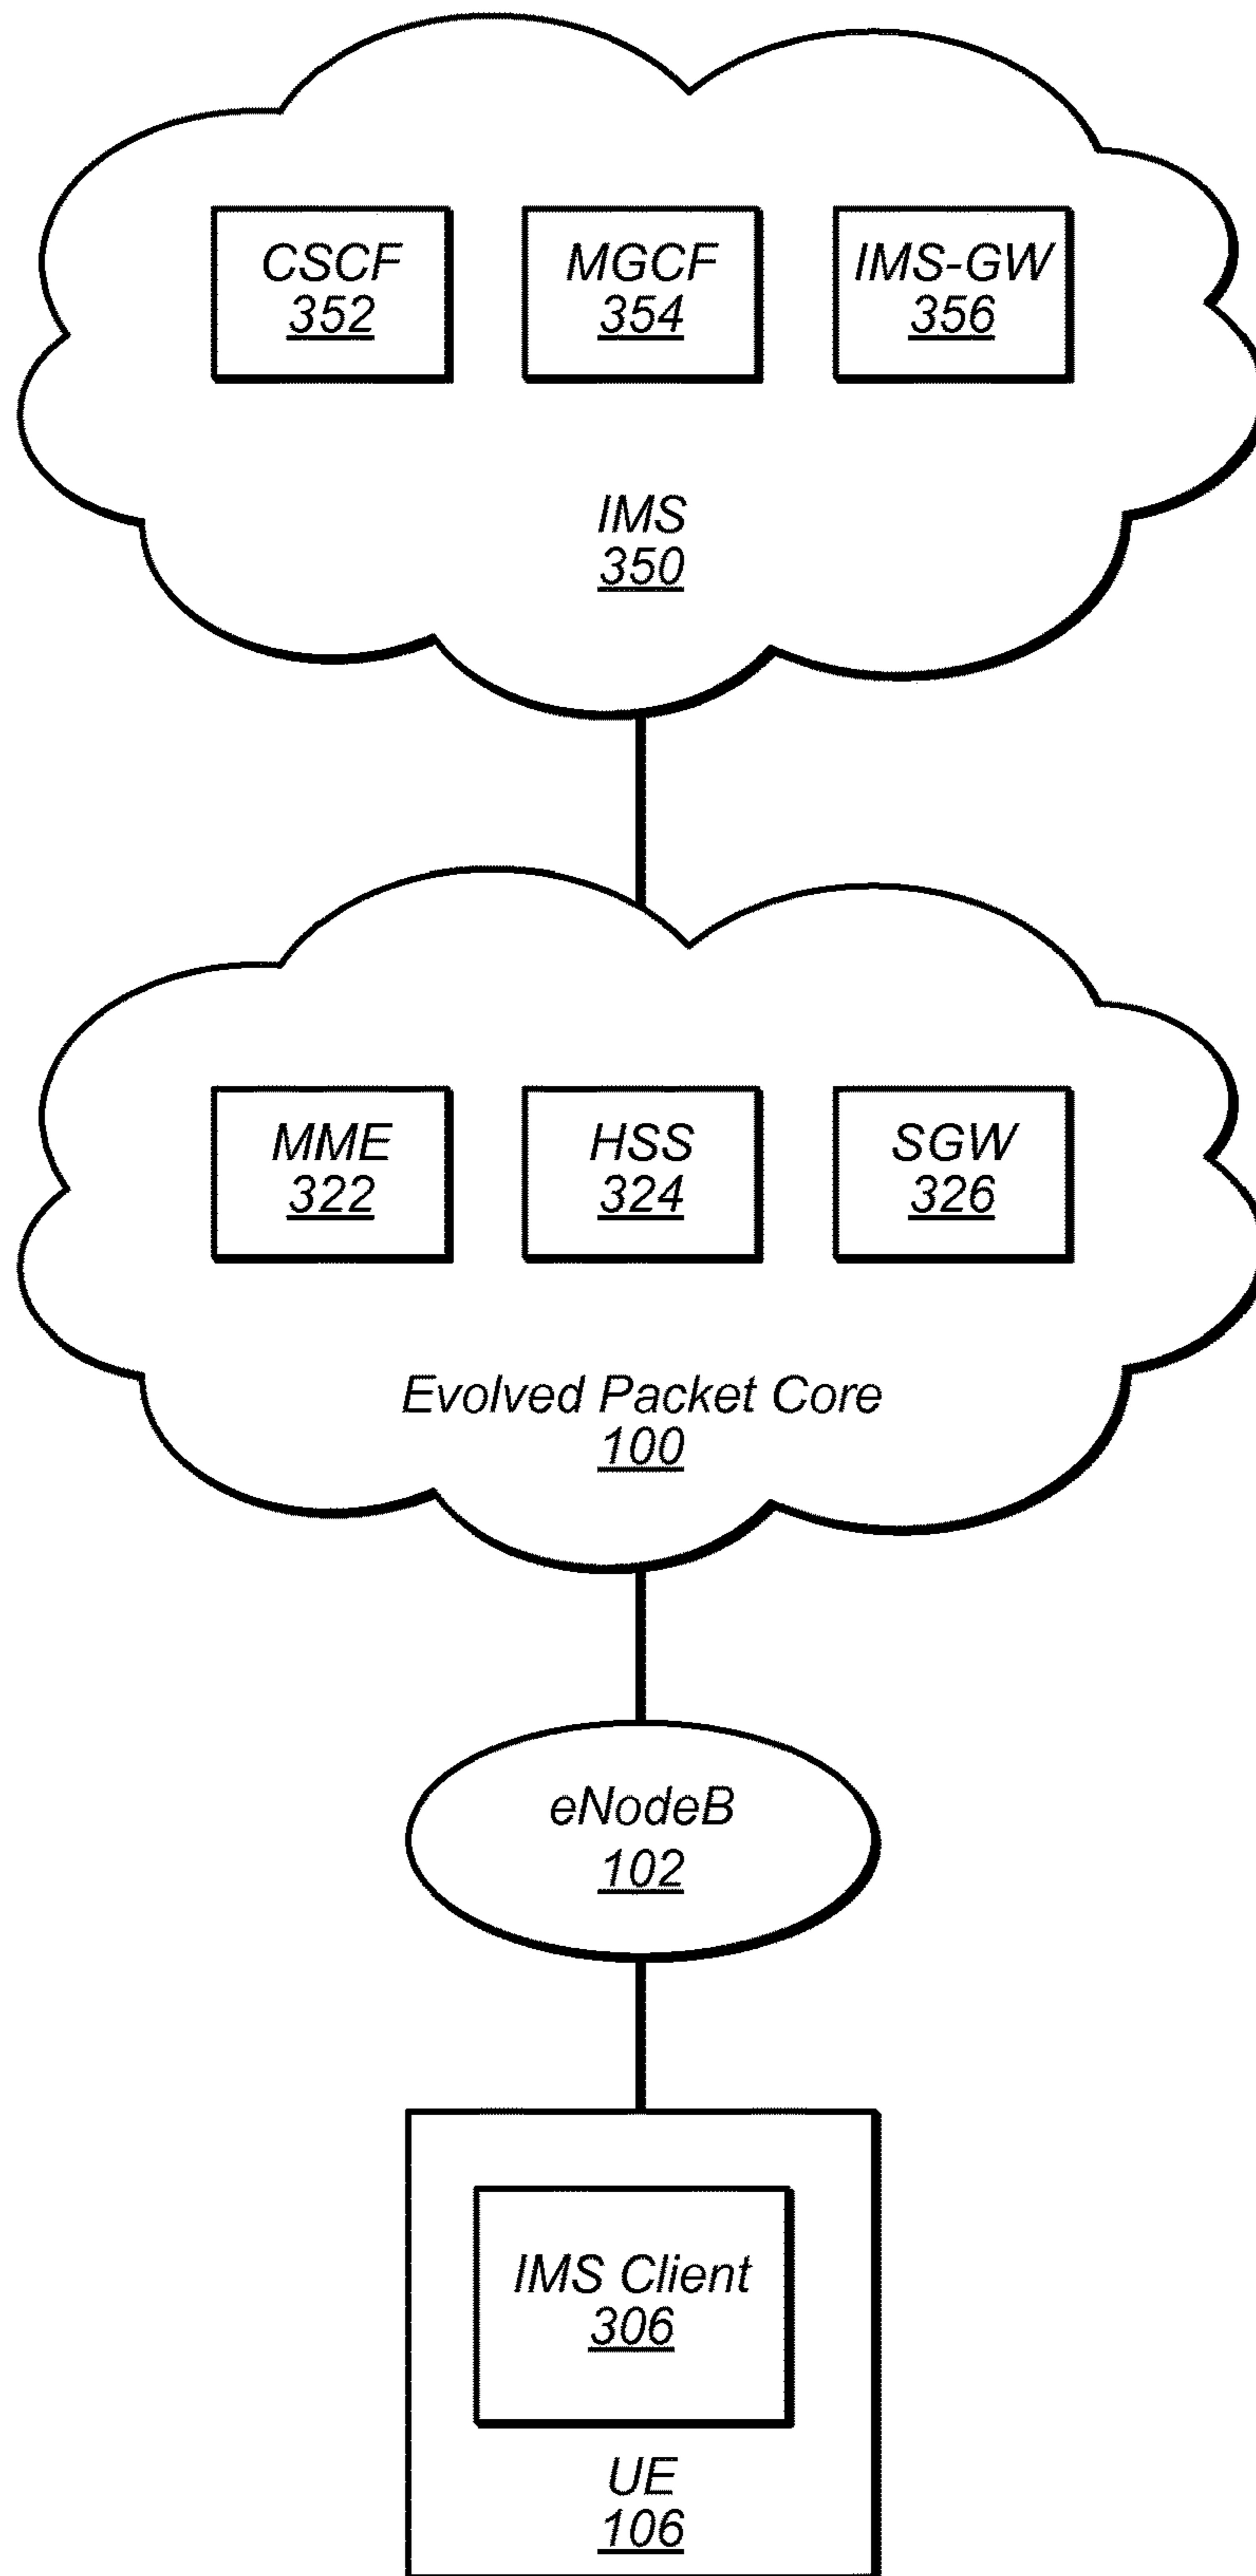 CSCF
352
MGCF
354
IMS-GW
356
IMS
350
MME
322
HSS
324
SGW
326
Evolved Packet Core
100
eNodeB
102
IMS Client
306
UE
106